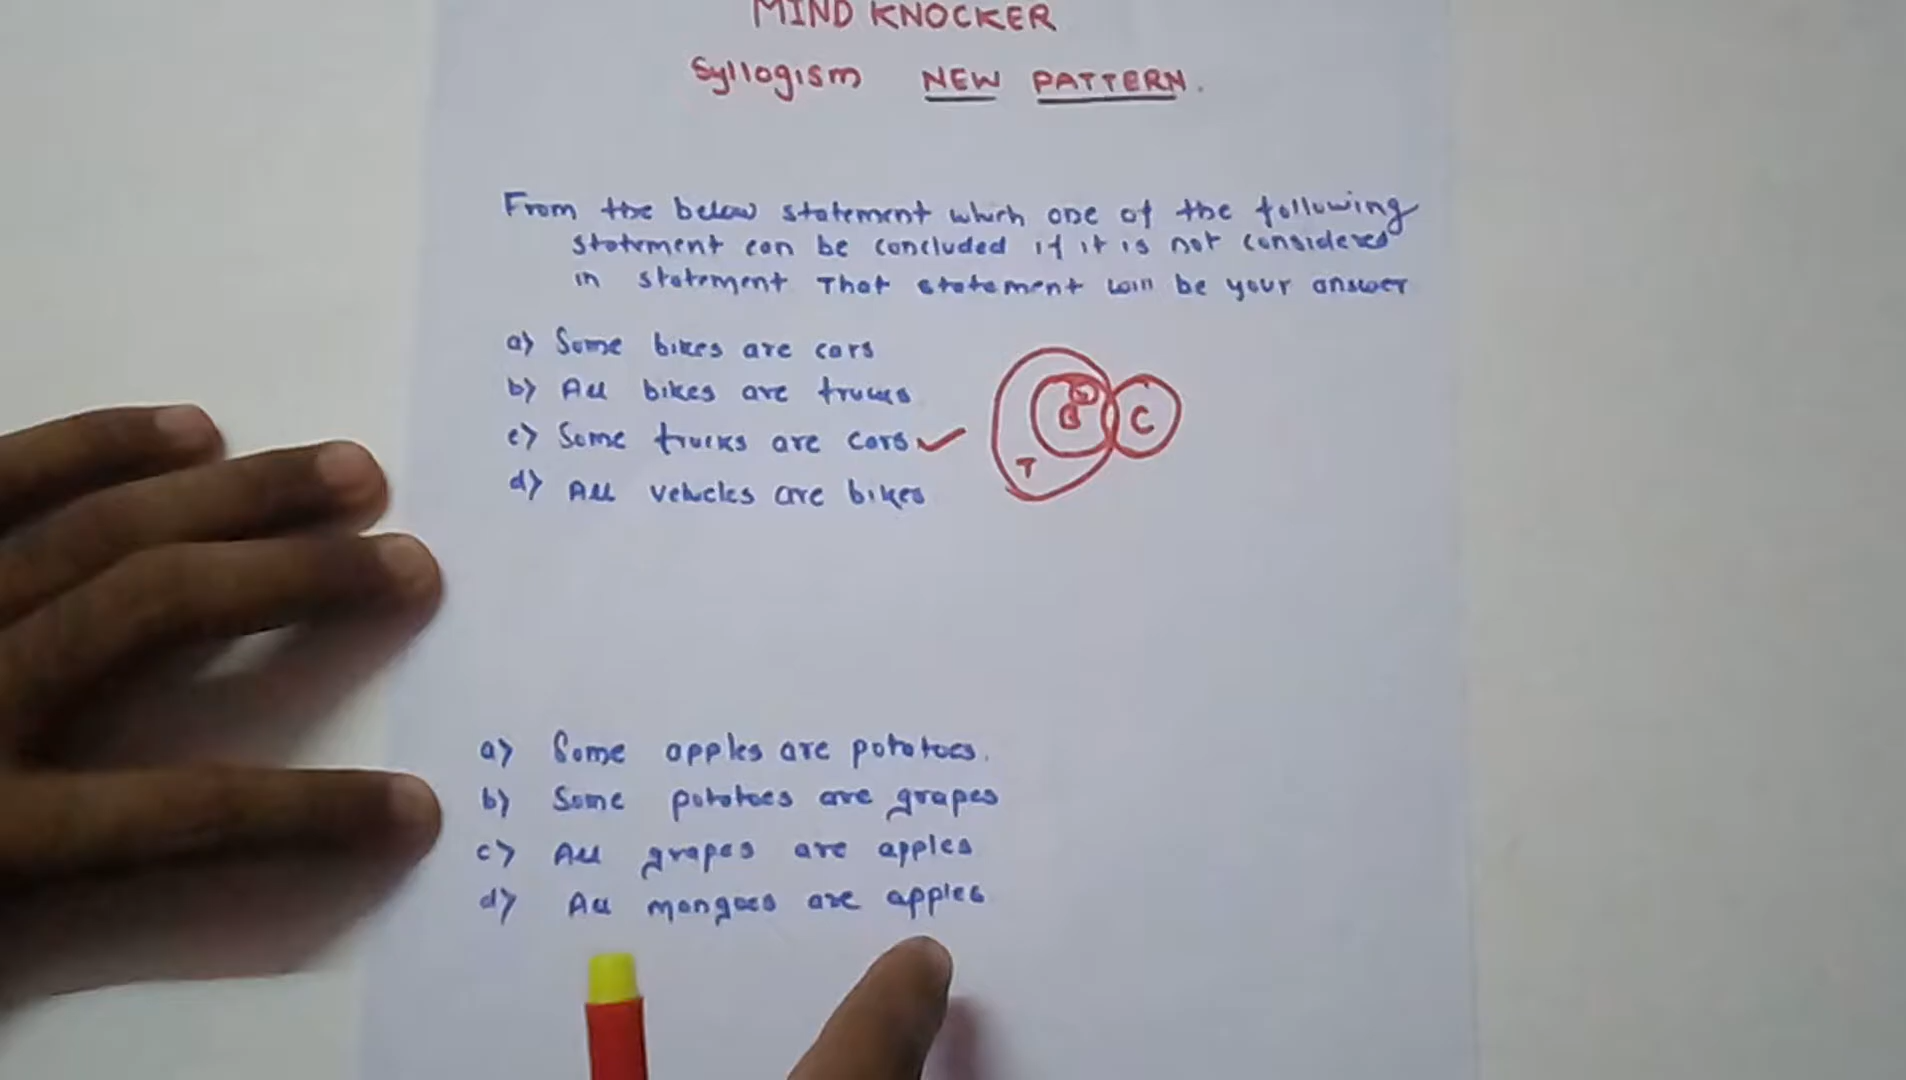 MIND KNOCKER
Syllogism NEW PATTERN.
From the below statement which one of the following
statement can be concluded if it is not considered
in statement That statement will be your answer
a) Some bikes are cars
b) All bikes are trucks
c) Some trucks are cars
d) All vehicles are bikes
B C
T
a) Some apples are potatoes.
b) Some potatoes are grapes
c) All grapes are apples
d) All mangoes are apples